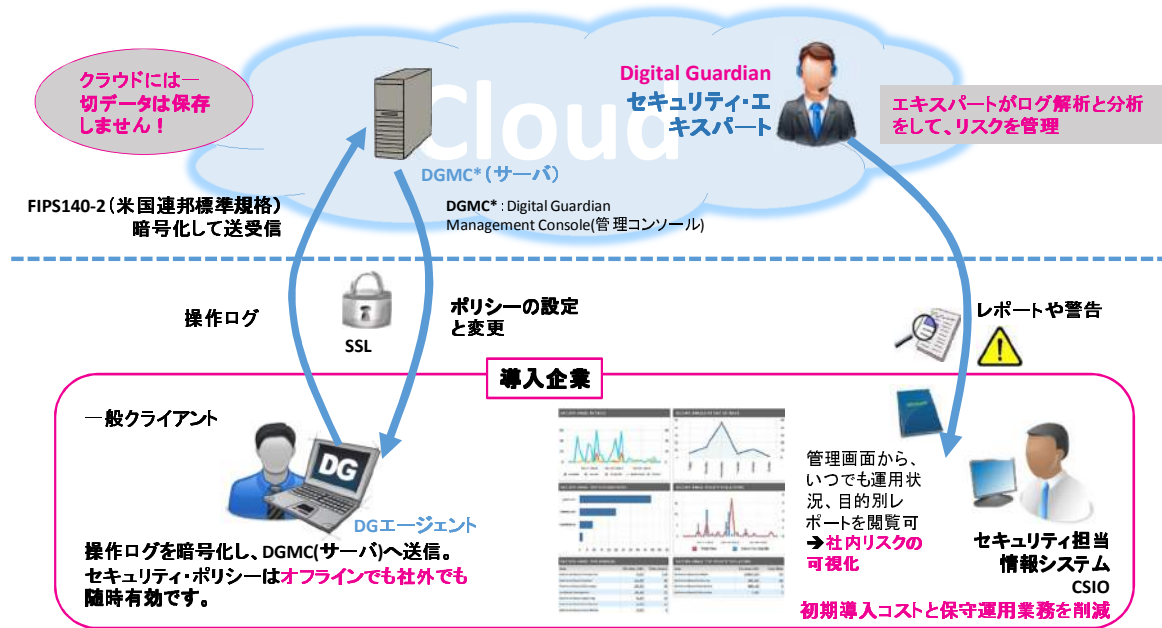 クラウドには一
切データは保存
しません！
Cloud
Digital Guardian
セキュリティ・エ
キスパート
エキスパートがログ解析と分析
をして、リスクを管理
DGMC*（サーバ）
DGMC*：Digital Guardian
Management Console(管理コンソール)
FIPS140-2（米国連邦標準規格）
暗号化して送受信
操作ログ
SSL
ポリシーの設定
と変更
レポートや警告
導入企業
一般クライアント
DG
DGエージェント
操作ログを暗号化し、DGMC(サーバ)へ送信。
セキュリティ・ポリシーはオフラインでも社外でも
随時有効です。
管理画面から、
いつでも運用状
況、目的別レ
ポートを閲覧可
➔社内リスクの
可視化
セキュリティ担当
情報システム
CSIO
初期導入コストと保守運用業務を削減